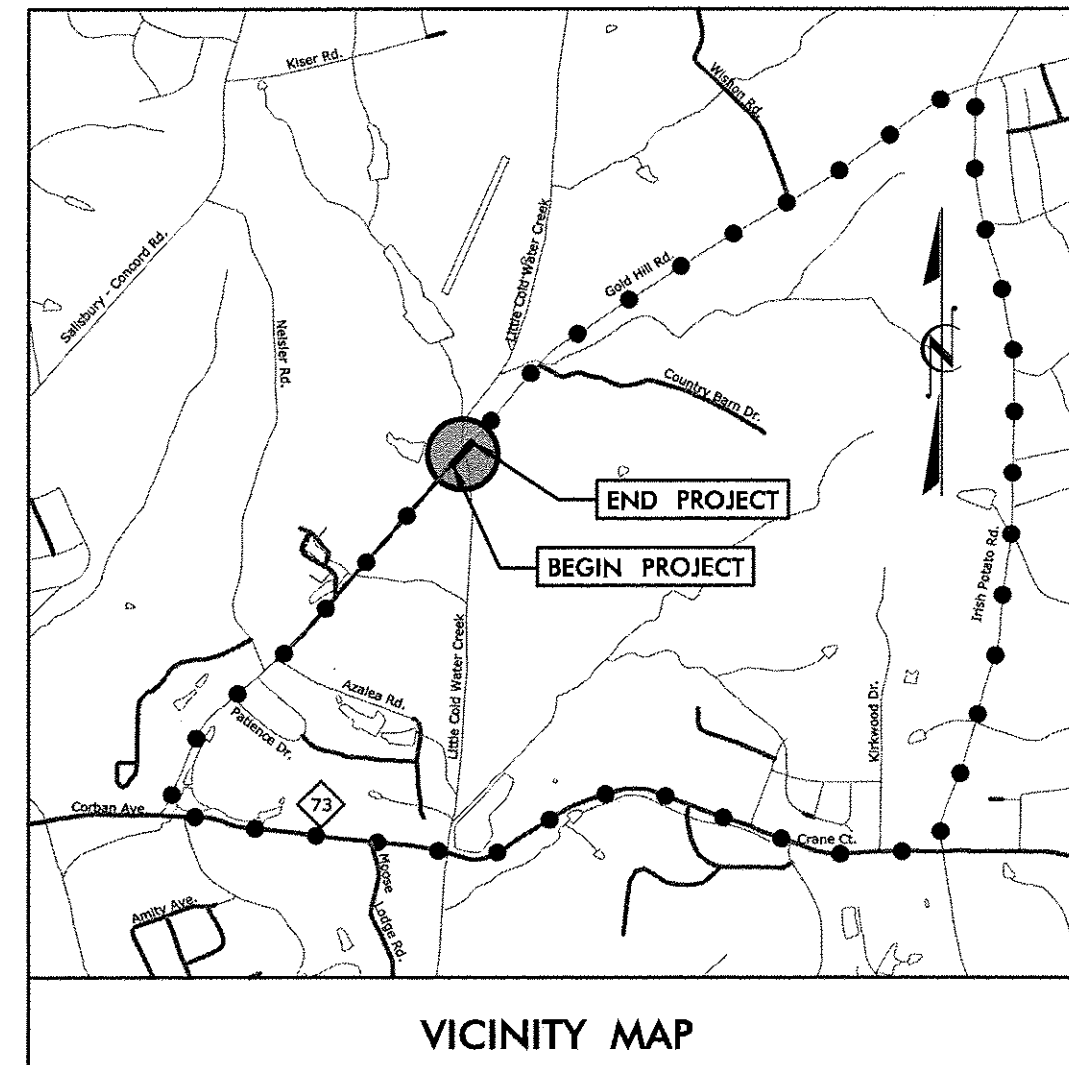 Kiser Rd.
Wishon Rd.
Salisbury - Concord Rd.
Neisler Rd.
Little Cold Water Creek
Gold Hill Rd.
N
Country Barn Dr.
END PROJECT
BEGIN PROJECT
Irish Potato Rd.
Little Cold Water Creek
Azalea Rd.
Patience Dr.
Kirkwood Dr.
73
Corban Ave
Crane Ct.
Moose Lodge Rd.
Amity Ave.
VICINITY MAP